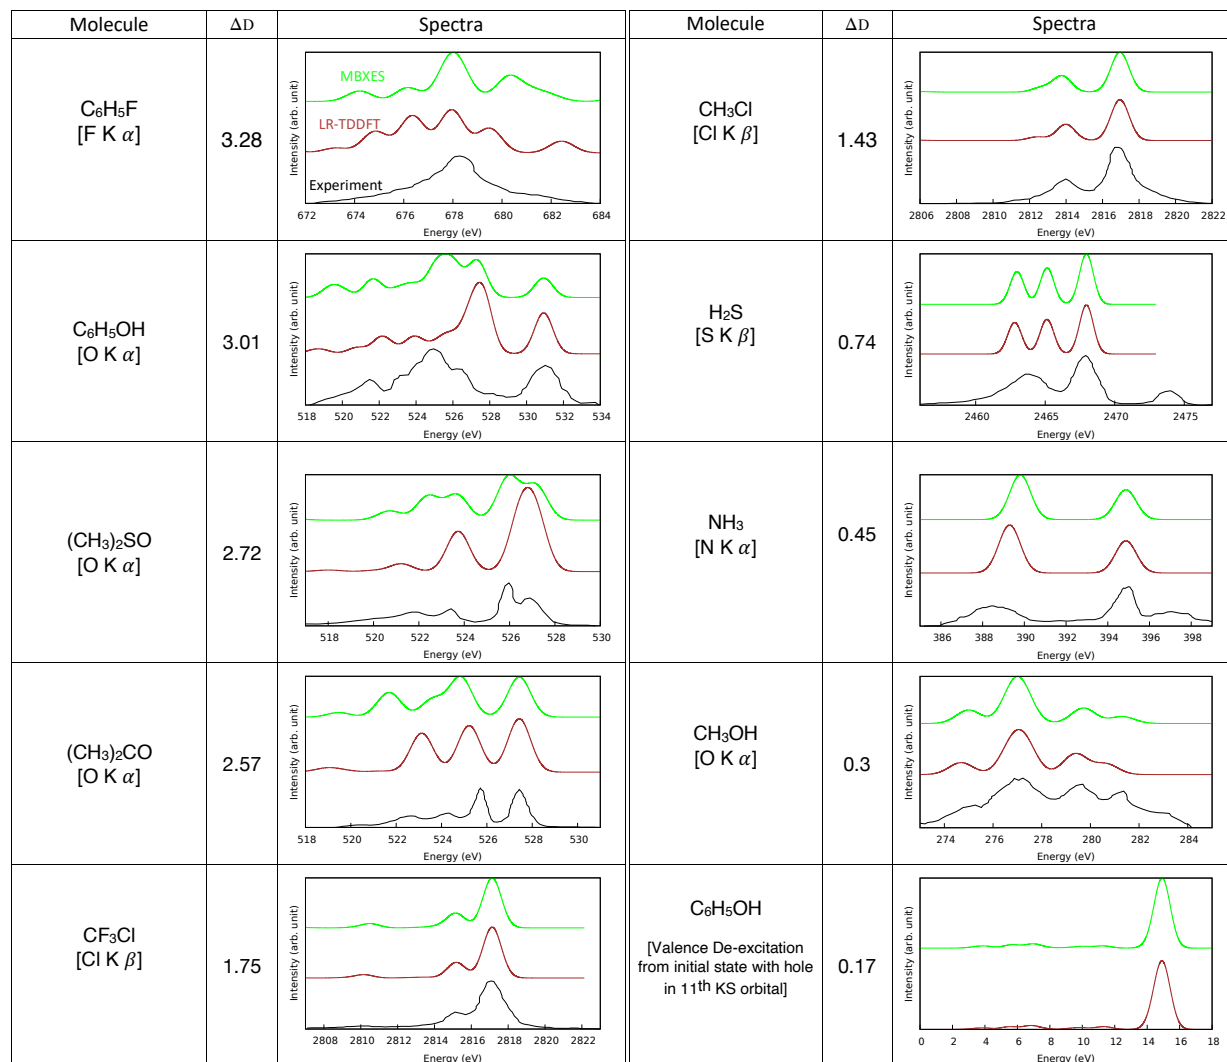 Molecule ΔD Spectra Molecule ΔD Spectra
C₆H₅F
[F K α]
3.28
Intensity (arb. unit)
MBXES
LR-TDDFT
Experiment
672 674 676 678 680 682 684
Energy (eV)
CH₃Cl
[Cl K β]
1.43
Intensity (arb. unit)
2806 2808 2810 2812 2814 2816 2818 2820 2822
Energy (eV)
C₆H₅OH
[O K α]
3.01
Intensity (arb. unit)
518 520 522 524 526 528 530 532 534
Energy (eV)
H₂S
[S K β]
0.74
Intensity (arb. unit)
2460 2465 2470 2475
Energy (eV)
(CH₃)₂SO
[O K α]
2.72
Intensity (arb. unit)
518 520 522 524 526 528 530
Energy (eV)
NH₃
[N K α]
0.45
Intensity (arb. unit)
386 388 390 392 394 396 398
Energy (eV)
(CH₃)₂CO
[O K α]
2.57
Intensity (arb. unit)
518 520 522 524 526 528 530
Energy (eV)
CH₃OH
[O K α]
0.3
Intensity (arb. unit)
274 276 278 280 282 284
Energy (eV)
CF₃Cl
[Cl K β]
1.75
Intensity (arb. unit)
2808 2810 2812 2814 2816 2818 2820 2822
Energy (eV)
C₆H₅OH
[Valence De-excitation
from initial state with hole
in 11th KS orbital]
0.17
Intensity (arb. unit)
0 2 4 6 8 10 12 14 16 18
Energy (eV)